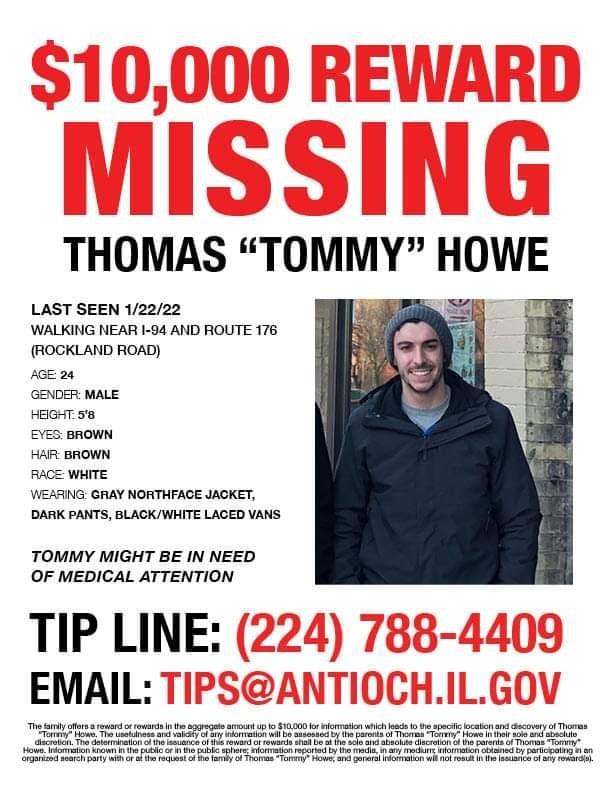 $10,000 REWARD
MISSING
THOMAS “TOMMY” HOWE
LAST SEEN 1/22/22
WALKING NEAR I-94 AND ROUTE 176
(ROCKLAND ROAD)
AGE: 24
GENDER: MALE
HEIGHT: 5'8
EYES: BROWN
HAIR: BROWN
RACE: WHITE
WEARING: GRAY NORTHFACE JACKET,
DARK PANTS, BLACK/WHITE LACED VANS
TOMMY MIGHT BE IN NEED
OF MEDICAL ATTENTION
TIP LINE: (224) 788-4409
EMAIL: TIPS@ANTIOCH.IL.GOV
The family offers a reward or rewards in the aggregate amount up to $10,000 for information which leads to the specific location and discovery of Thomas
"Tommy" Howe. The usefulness and validity of any information will be assessed by the parents of Thomas "Tommy" Howe in their sole and absolute
discretion. The determination of the issuance of this reward or rewards shall be at the sole and absolute discretion of the parents of Thomas "Tommy"
Howe. Information known in the public or in the public sphere; information reported by the media, in any medium; information obtained by participating in an
organized search party with or at the request of the family of Thomas "Tommy" Howe; and general information will not result in the issuance of any reward(s).